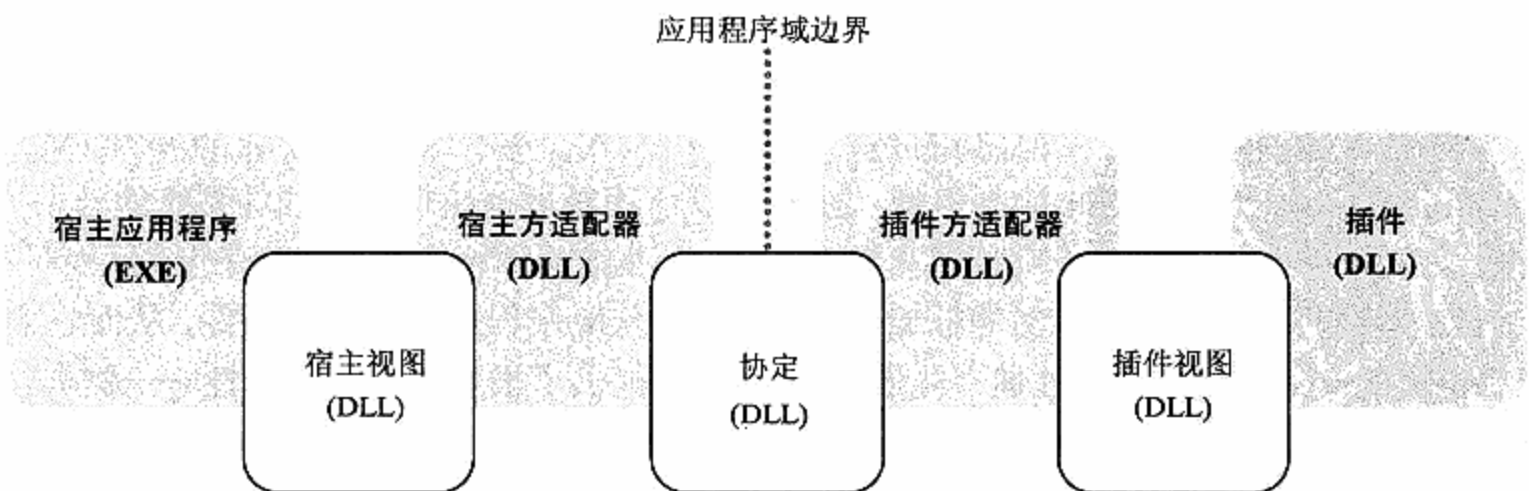 应用程序域边界
宿主应用程序
(EXE)
宿主视图
(DLL)
宿主方适配器
(DLL)
协定
(DLL)
插件方适配器
(DLL)
插件视图
(DLL)
插件
(DLL)